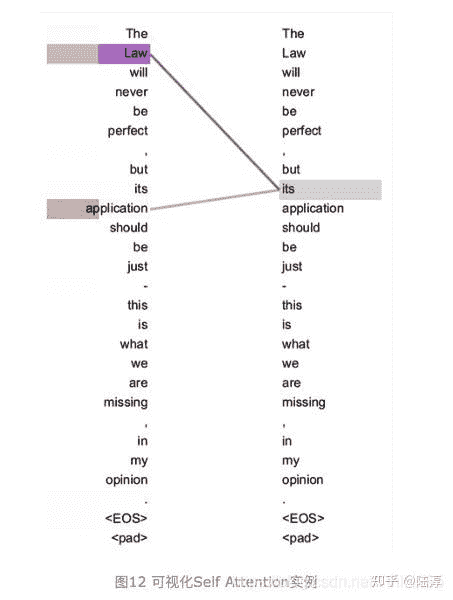 The The
Law Law
will will
never never
be be
perfect perfect
, ,
but but
its its
application application
should should
be be
just just
- -
this this
is is
what what
we we
are are
missing missing
, ,
in in
my my
opinion opinion
. .
<EOS> <EOS>
<pad> <pad>
图12 可视化Self Attention实例
知乎 @陆淳